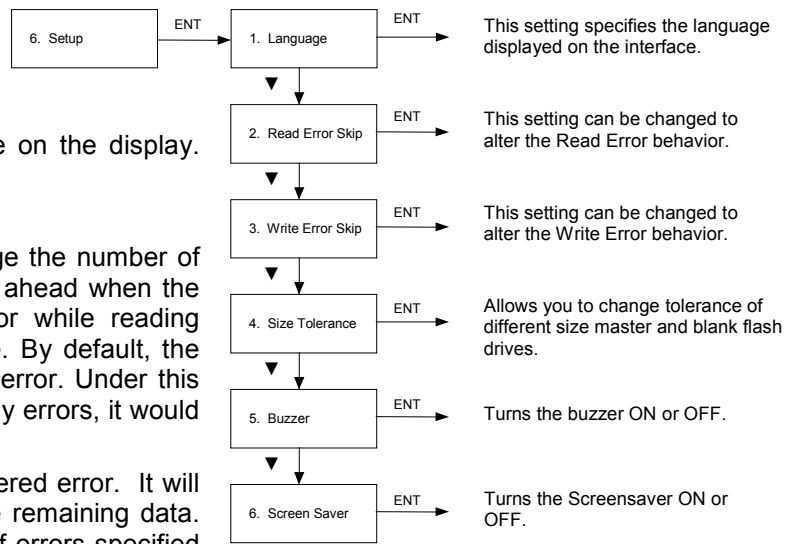 6. Setup
ENT
1. Language
ENT
This setting specifies the language
displayed on the interface.
▼
2. Read Error Skip
ENT
This setting can be changed to
alter the Read Error behavior.
▼
3. Write Error Skip
ENT
This setting can be changed to
alter the Write Error behavior.
▼
4. Size Tolerance
ENT
Allows you to change tolerance of
different size master and blank flash
drives.
▼
5. Buzzer
ENT
Turns the buzzer ON or OFF.
▼
6. Screen Saver
ENT
Turns the Screensaver ON or
OFF.
e on the display.
ge the number of
ahead when the
or while reading
e. By default, the
error. Under this
y errors, it would
ered error. It will
e remaining data.
f errors specified